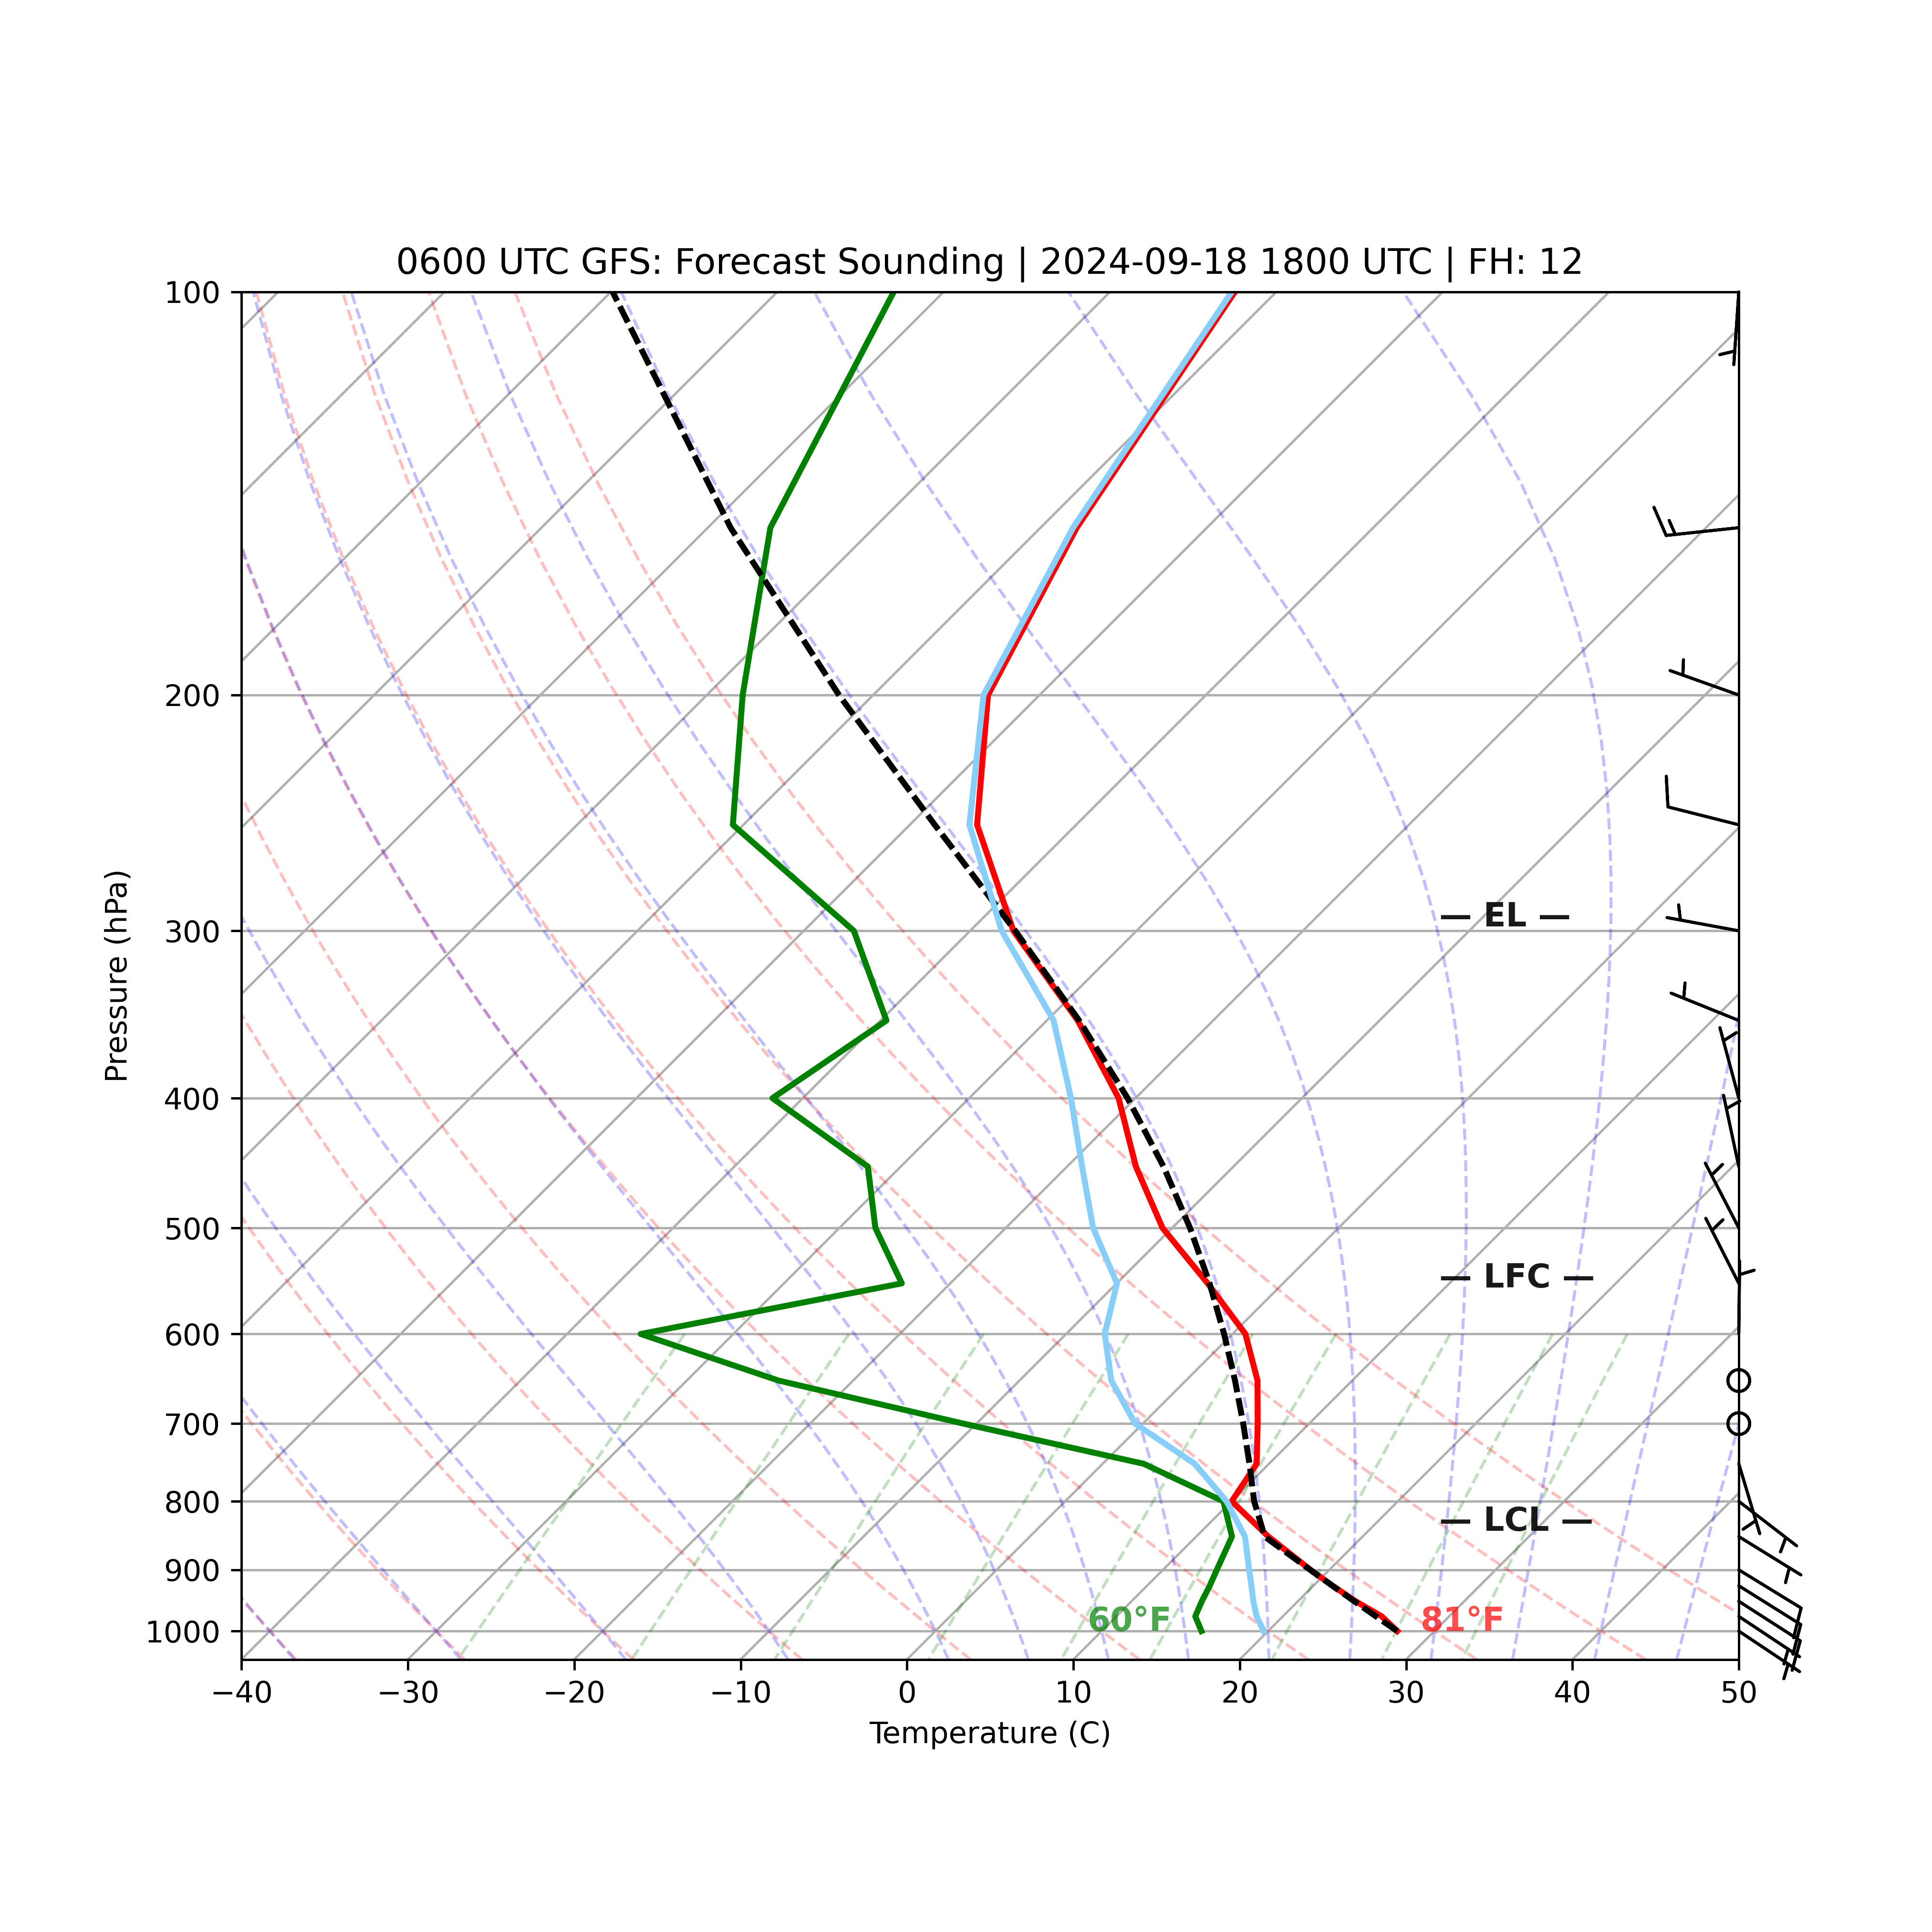 0600 UTC GFS: Forecast Sounding | 2024-09-18 1800 UTC | FH: 12
100
200
300
400
500
600
700
800
900
1000
Pressure (hPa)
— EL —
— LFC —
— LCL —
60°F
81°F
−40 −30 −20 −10 0 10 20 30 40 50
Temperature (C)